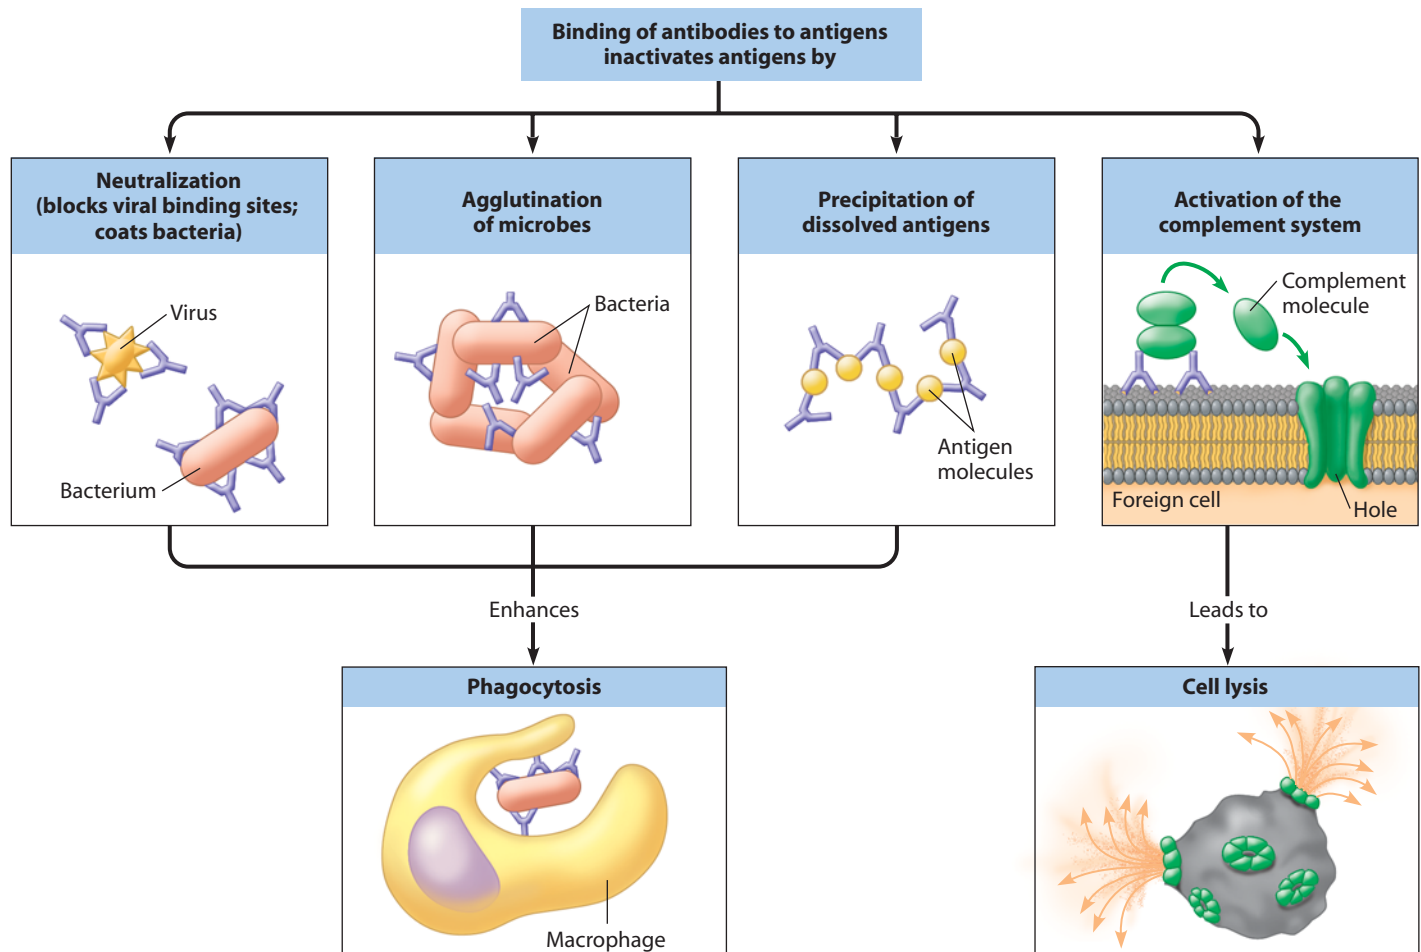 Binding of antibodies to antigens
inactivates antigens by
Neutralization
(blocks viral binding sites;
coats bacteria)
Agglutination
of microbes
Precipitation of
dissolved antigens
Activation of the
complement system
Virus
Bacterium
Bacteria
Antigen
molecules
Complement
molecule
Foreign cell
Hole
Enhances
Leads to
Phagocytosis
Macrophage
Cell lysis